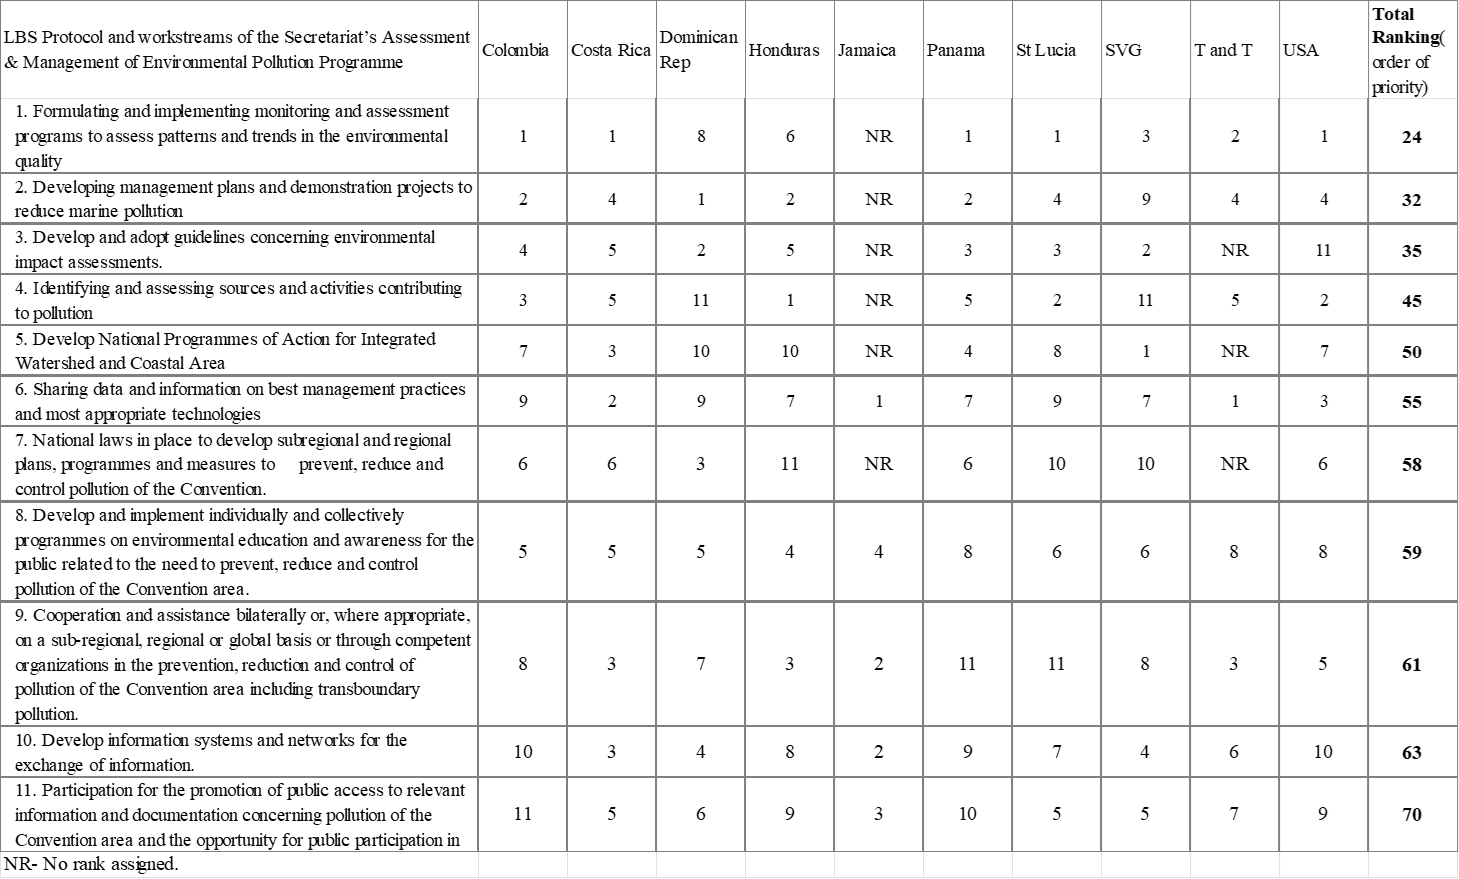 LBS Protocol and workstreams of the Secretariat's Assessment
& Management of Environmental Pollution Programme
Colombia
Costa Rica
Dominican
Rep
Honduras
Jamaica
Panama
St Lucia
SVG
T and T
USA
Total
Ranking(
order of
priority)
1. Formulating and implementing monitoring and assessment
programs to assess patterns and trends in the environmental
quality
1 1 8 6 NR 1 1 3 2 1 24
2. Developing management plans and demonstration projects to
reduce marine pollution
2 4 1 2 NR 2 4 9 4 4 32
3. Develop and adopt guidelines concerning environmental
impact assessments.
4 5 2 5 NR 3 3 2 NR 11 35
4. Identifying and assessing sources and activities contributing
to pollution
3 5 11 1 NR 5 2 11 5 2 45
5. Develop National Programmes of Action for Integrated
Watershed and Coastal Area
7 3 10 10 NR 4 8 1 NR 7 50
6. Sharing data and information on best management practices
and most appropriate technologies
9 2 9 7 1 7 9 7 1 3 55
7. National laws in place to develop subregional and regional
plans, programmes and measures to prevent, reduce and
control pollution of the Convention.
6 6 3 11 NR 6 10 10 NR 6 58
8. Develop and implement individually and collectively
programmes on environmental education and awareness for the
public related to the need to prevent, reduce and control
pollution of the Convention area.
5 5 5 4 4 8 6 6 8 8 59
9. Cooperation and assistance bilaterally or, where appropriate,
on a sub-regional, regional or global basis or through competent
organizations in the prevention, reduction and control of
pollution of the Convention area including transboundary
pollution.
8 3 7 3 2 11 11 8 3 5 61
10. Develop information systems and networks for the
exchange of information.
10 3 4 8 2 9 7 4 6 10 63
11. Participation for the promotion of public access to relevant
information and documentation concerning pollution of the
Convention area and the opportunity for public participation in
11 5 6 9 3 10 5 5 7 9 70
NR- No rank assigned.